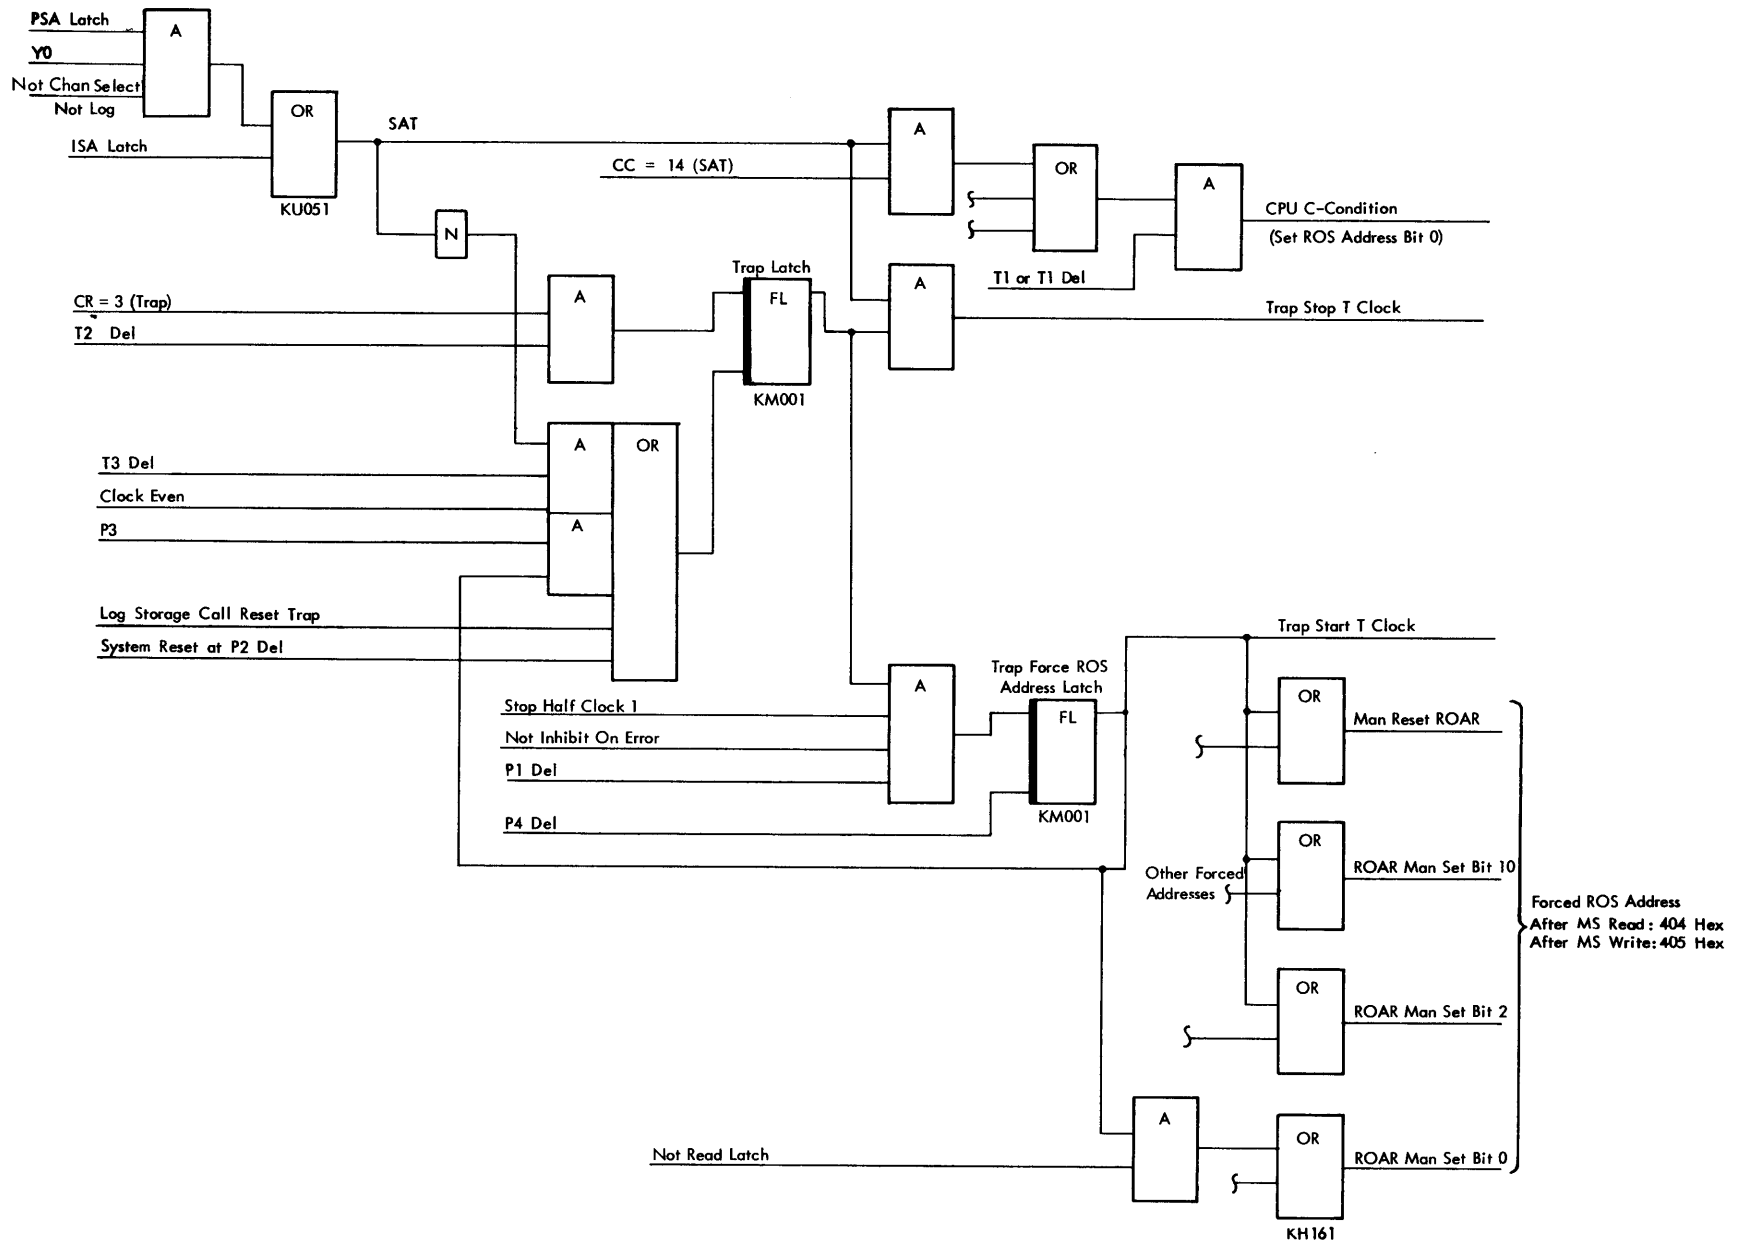 PSA Latch
Y0
Not Chan Select
Not Log
ISA Latch
A
OR
KU051
SAT
N
CC = 14 (SAT)
A
OR
A
CPU C-Condition
(Set ROS Address Bit 0)
T1 or T1 Del
CR = 3 (Trap)
T2 Del
A
Trap Latch
FL
KM001
A
Trap Stop T Clock
T3 Del
Clock Even
P3
Log Storage Call Reset Trap
System Reset at P2 Del
A
OR
A
Stop Half Clock 1
Not Inhibit On Error
P1 Del
P4 Del
A
Trap Force ROS
Address Latch
FL
KM001
Trap Start T Clock
OR
Man Reset ROAR
Other Forced
Addresses
OR
ROAR Man Set Bit 10
Forced ROS Address
After MS Read: 404 Hex
After MS Write: 405 Hex
OR
ROAR Man Set Bit 2
Not Read Latch
A
OR
ROAR Man Set Bit 0
KH161